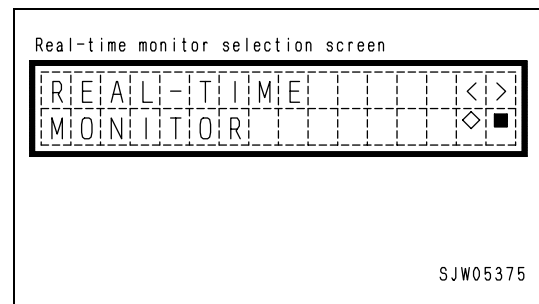 Real-time monitor selection screen
REAL-TIME < >
MONITOR ◇ ■
SJW05375